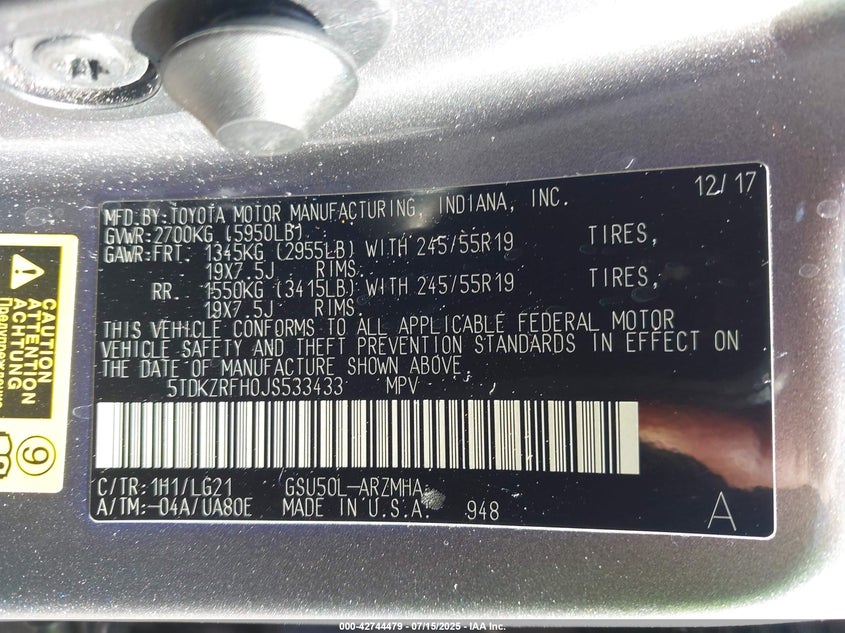 MFD. BY: TOYOTA MOTOR MANUFACTURING, INDIANA, INC. 12/17
GVWR: 2700KG (5950LB)
GAWR: FRT. 1345KG (2955LB) WITH 245/55R19 TIRES,
19X7.5J RIMS.
RR. 1550KG (3415LB) WITH 245/55R19 TIRES,
19X7.5J RIMS.
THIS VEHICLE CONFORMS TO ALL APPLICABLE FEDERAL MOTOR
VEHICLE SAFETY AND THEFT PREVENTION STANDARDS IN EFFECT ON
THE DATE OF MANUFACTURE SHOWN ABOVE.
5TDKZRFH0JS533433 MPV
C/TR: 1H1/LG21 GSU50L-ARZMHA
A/TM: -04A/UA80E MADE IN U.S.A. 948 A
CAUTION
ATTENTION
ACHTUNG
9
000-42744479 - 07/15/2025 - IAA Inc.